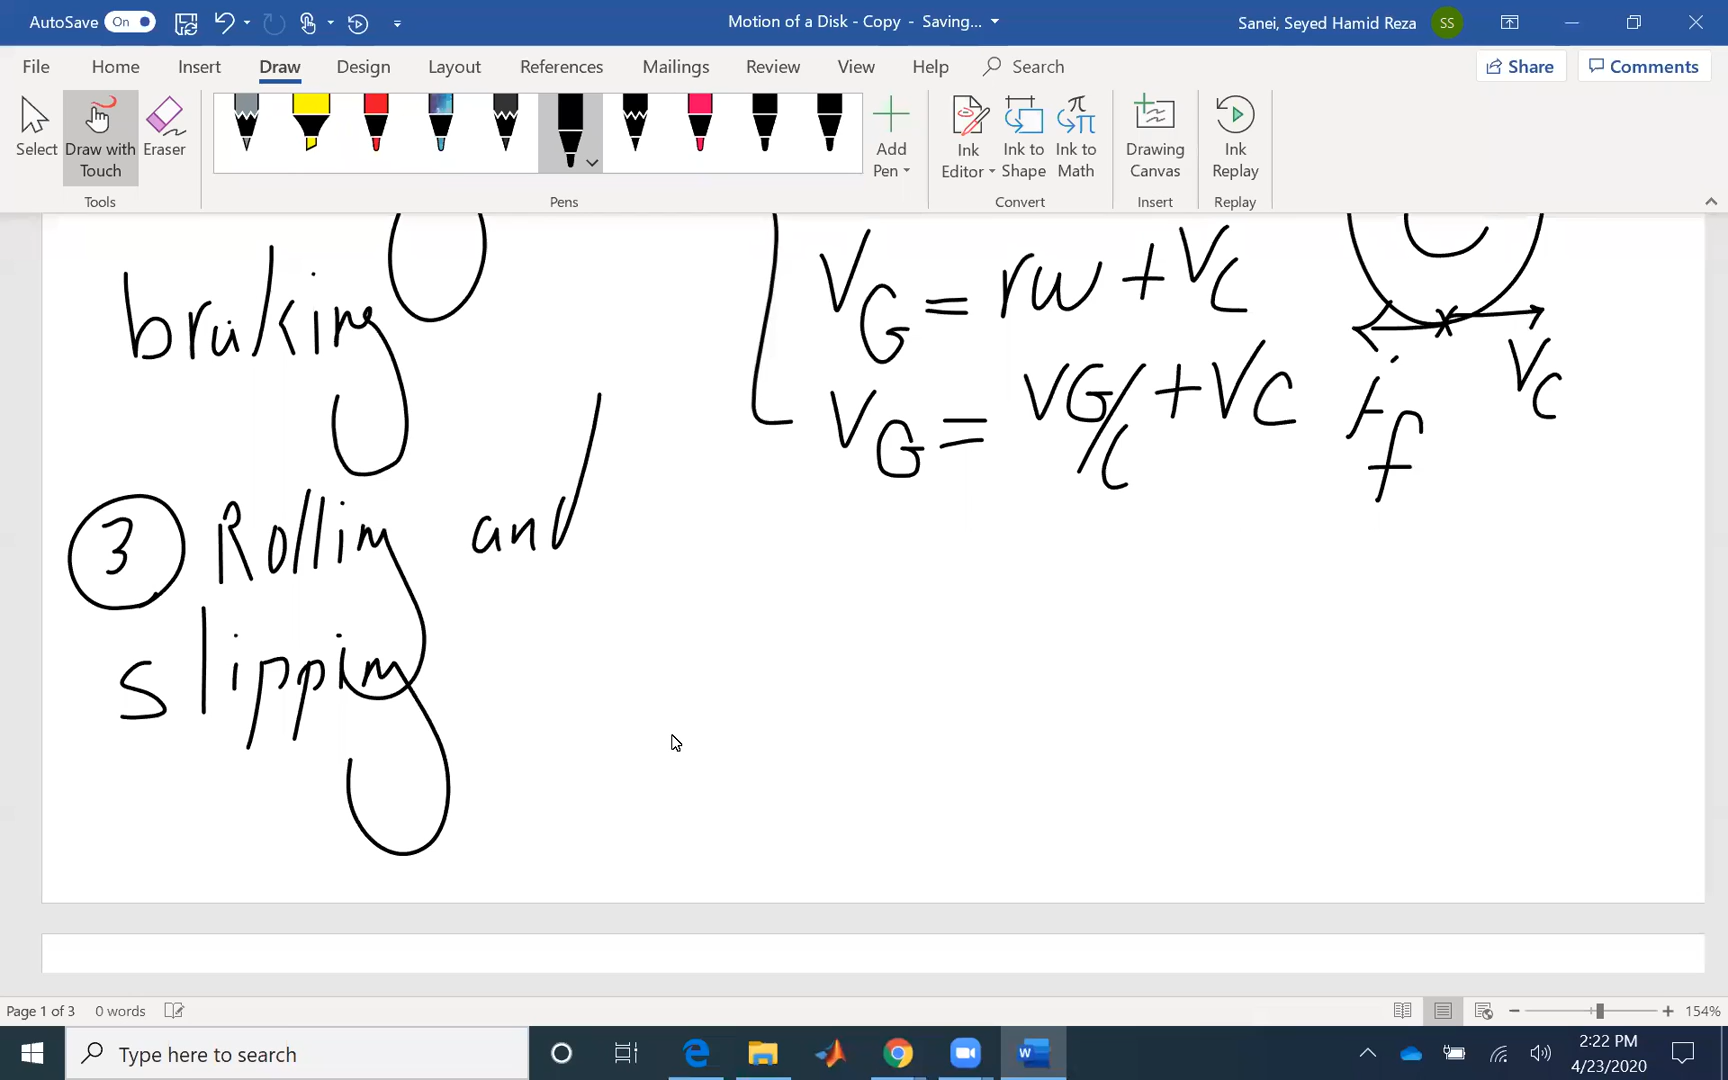 AutoSave On
Motion of a Disk - Copy - Saving...
Sanei, Seyed Hamid Reza SS
File Home Insert Draw Design Layout References Mailings Review View Help Search
Share Comments
Select
Draw with Touch
Eraser
Add Pen
Ink Editor
Ink to Shape
Ink to Math
Drawing Canvas
Ink Replay
Tools Pens Convert Insert Replay
braking
V_G = rω + V_C
V_G = V_G/C + V_C
V_C
③ Rolling and
slipping
Page 1 of 3 0 words
154%
Type here to search
2:22 PM
4/23/2020